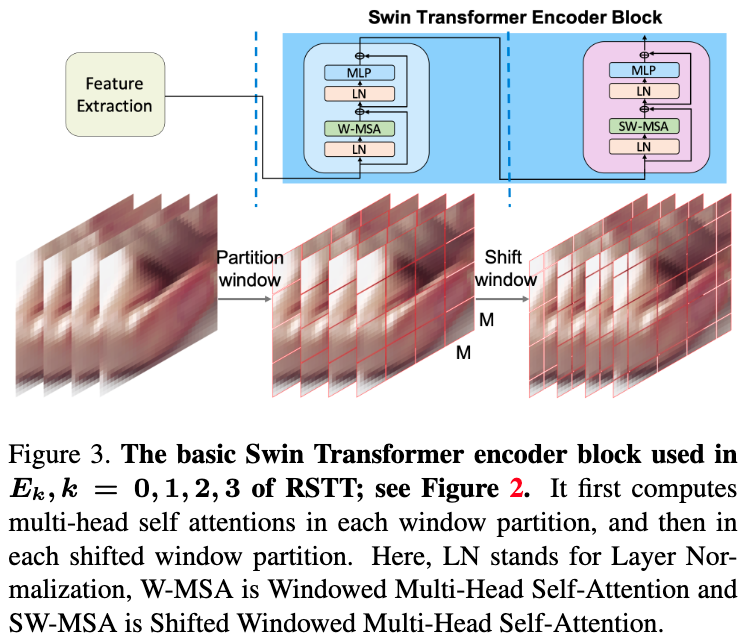 Swin Transformer Encoder Block
Feature
Extraction
MLP
LN
W-MSA
LN
MLP
LN
SW-MSA
LN
Partition
window
Shift
window
M
M
Figure 3. The basic Swin Transformer encoder block used in
Eₖ, k = 0, 1, 2, 3 of RSTT; see Figure 2. It first computes
multi-head self attentions in each window partition, and then in
each shifted window partition. Here, LN stands for Layer Nor-
malization, W-MSA is Windowed Multi-Head Self-Attention and
SW-MSA is Shifted Windowed Multi-Head Self-Attention.